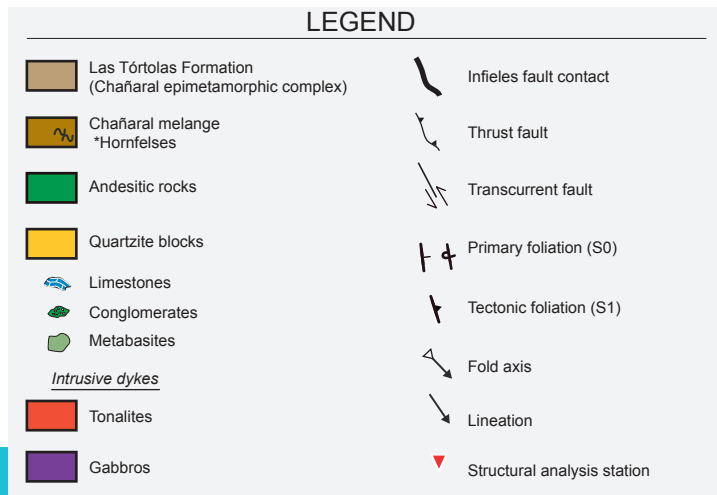 LEGEND
Las Tórtolas Formation
(Chañaral epimetamorphic complex)
Chañaral melange
*Hornfelses
Andesitic rocks
Quartzite blocks
Limestones
Conglomerates
Metabasites
Intrusive dykes
Tonalites
Gabbros
Infieles fault contact
Thrust fault
Transcurrent fault
Primary foliation (S0)
Tectonic foliation (S1)
Fold axis
Lineation
Structural analysis station